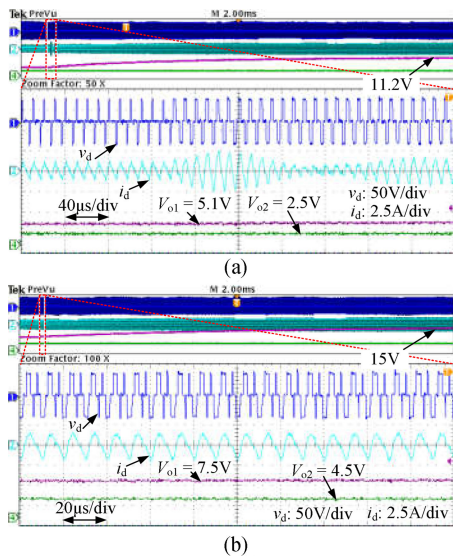 Tek PreVu M 2.00ms
11.2V
Zoom Factor: 50 X
vd
40μs/div
id
Vo1 = 5.1V
Vo2 = 2.5V
vd: 50V/div
id: 2.5A/div
(a)
Tek PreVu M 2.00ms
15V
Zoom Factor: 100 X
vd
id
Vo1 = 7.5V
Vo2 = 4.5V
20μs/div
vd: 50V/div id: 2.5A/div
(b)